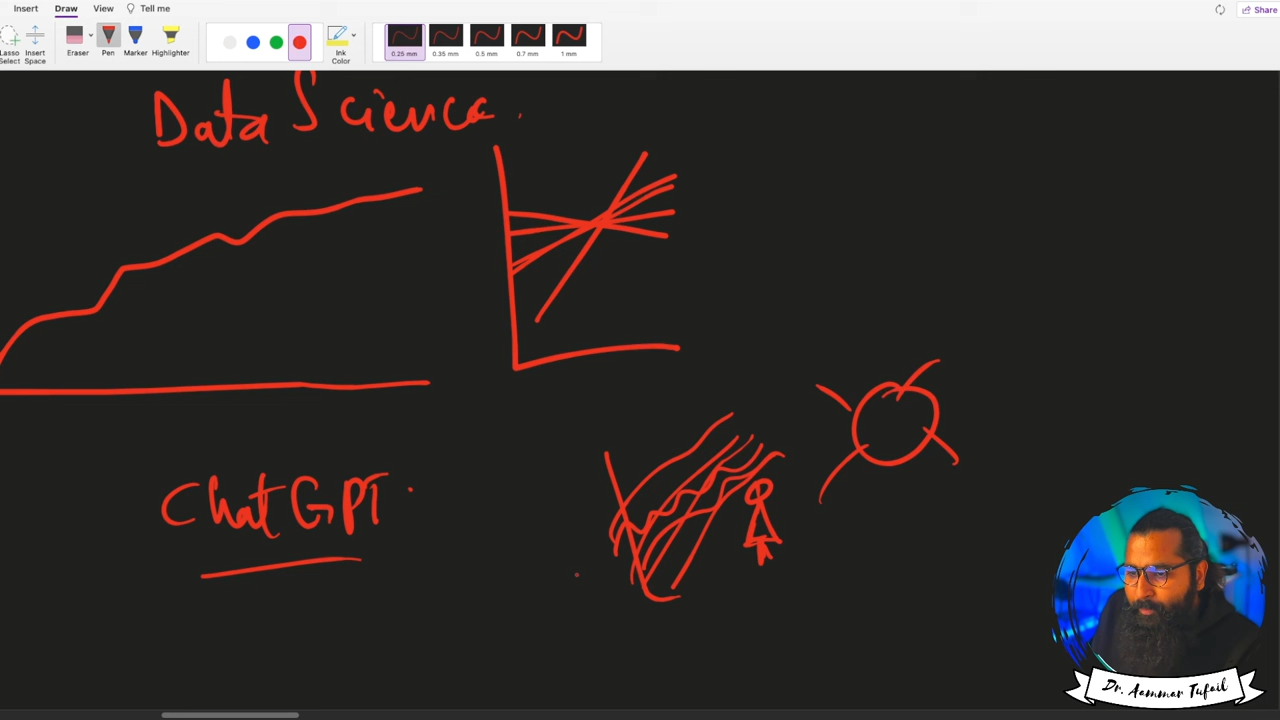 Insert Draw View Tell me Share
Lasso Select Insert Space Eraser Pen Marker Highlighter Ink Color 0.25 mm 0.35 mm 0.5 mm 0.7 mm 1 mm
Data Science.
ChatGPT.
Dr. Aammar Tufail